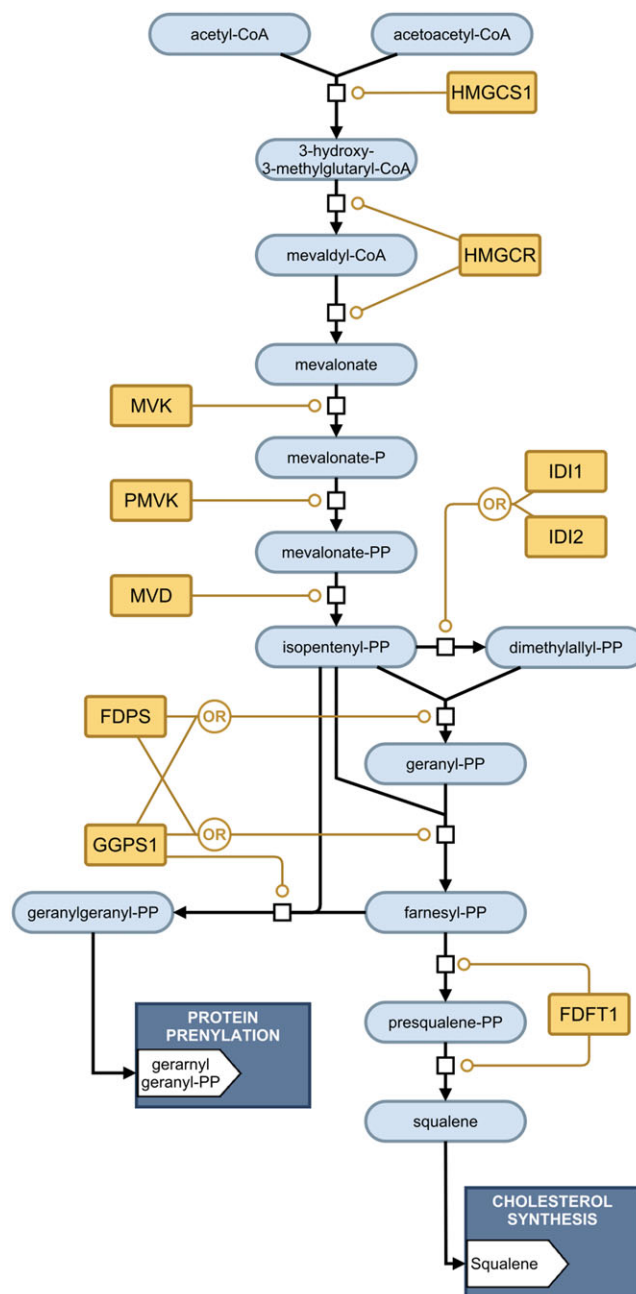 acetyl-CoA
acetoacetyl-CoA
HMGCS1
3-hydroxy-
3-methylglutaryl-CoA
mevaldyl-CoA
HMGCR
mevalonate
MVK
mevalonate-P
IDI1
OR
PMVK
IDI2
mevalonate-PP
MVD
isopentenyl-PP
dimethylallyl-PP
FDPS
OR
geranyl-PP
GGPS1
OR
geranylgeranyl-PP
farnesyl-PP
PROTEIN
PRENYLATION
presqualene-PP
FDFT1
gerarnyl
geranyl-PP
squalene
CHOLESTEROL
SYNTHESIS
Squalene